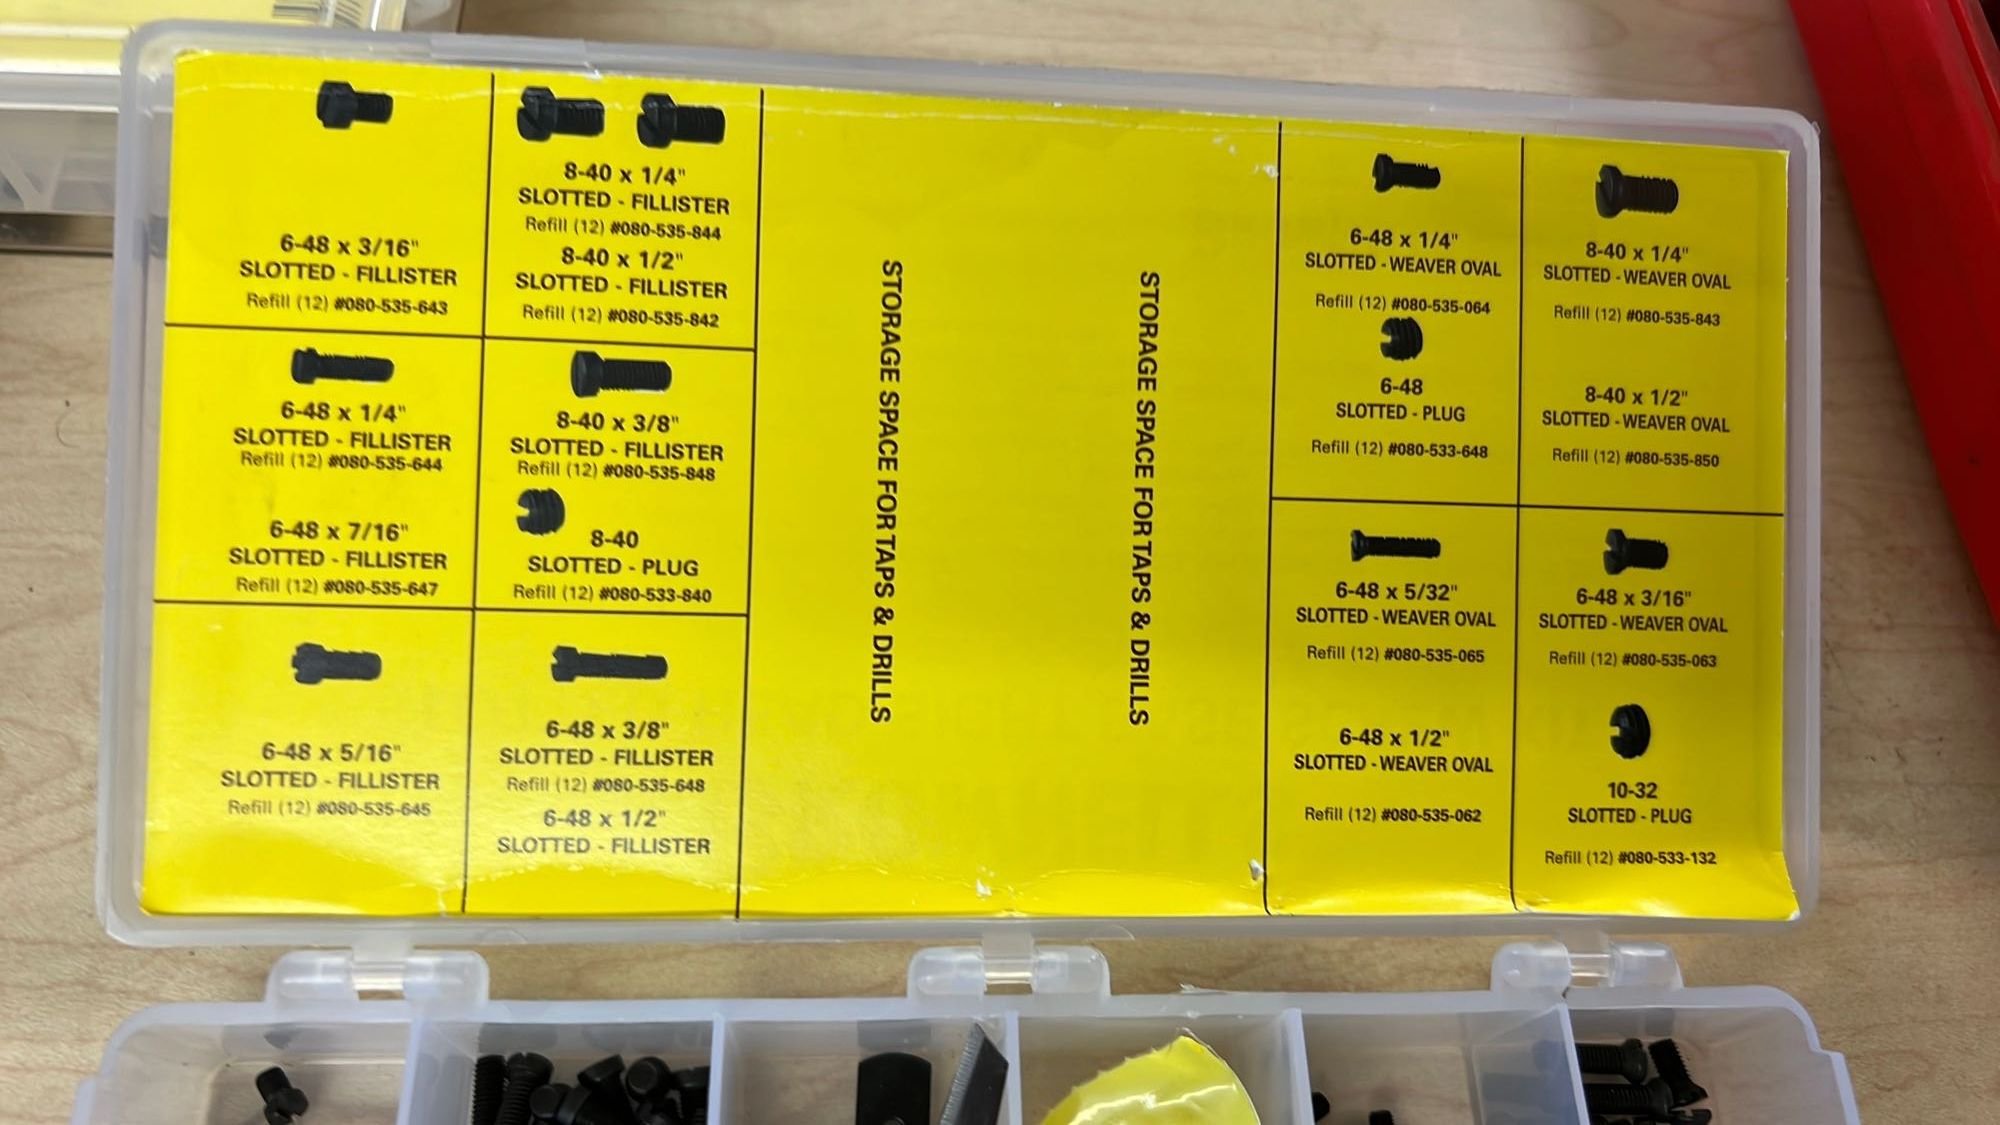 6-48 x 3/16"
SLOTTED - FILLISTER
Refill (12) #080-535-643
8-40 x 1/4"
SLOTTED - FILLISTER
Refill (12) #080-535-844
8-40 x 1/2"
SLOTTED - FILLISTER
Refill (12) #080-535-842
6-48 x 1/4"
SLOTTED - FILLISTER
Refill (12) #080-535-644
6-48 x 7/16"
SLOTTED - FILLISTER
Refill (12) #080-535-647
8-40 x 3/8"
SLOTTED - FILLISTER
Refill (12) #080-535-848
8-40
SLOTTED - PLUG
Refill (12) #080-533-840
6-48 x 5/16"
SLOTTED - FILLISTER
Refill (12) #080-535-645
6-48 x 3/8"
SLOTTED - FILLISTER
Refill (12) #080-535-648
6-48 x 1/2"
SLOTTED - FILLISTER
STORAGE SPACE FOR TAPS & DRILLS
STORAGE SPACE FOR TAPS & DRILLS
6-48 x 1/4"
SLOTTED - WEAVER OVAL
Refill (12) #080-535-064
6-48
SLOTTED - PLUG
Refill (12) #080-533-648
8-40 x 1/4"
SLOTTED - WEAVER OVAL
Refill (12) #080-535-843
8-40 x 1/2"
SLOTTED - WEAVER OVAL
Refill (12) #080-535-850
6-48 x 5/32"
SLOTTED - WEAVER OVAL
Refill (12) #080-535-065
6-48 x 1/2"
SLOTTED - WEAVER OVAL
Refill (12) #080-535-062
6-48 x 3/16"
SLOTTED - WEAVER OVAL
Refill (12) #080-535-063
10-32
SLOTTED - PLUG
Refill (12) #080-533-132